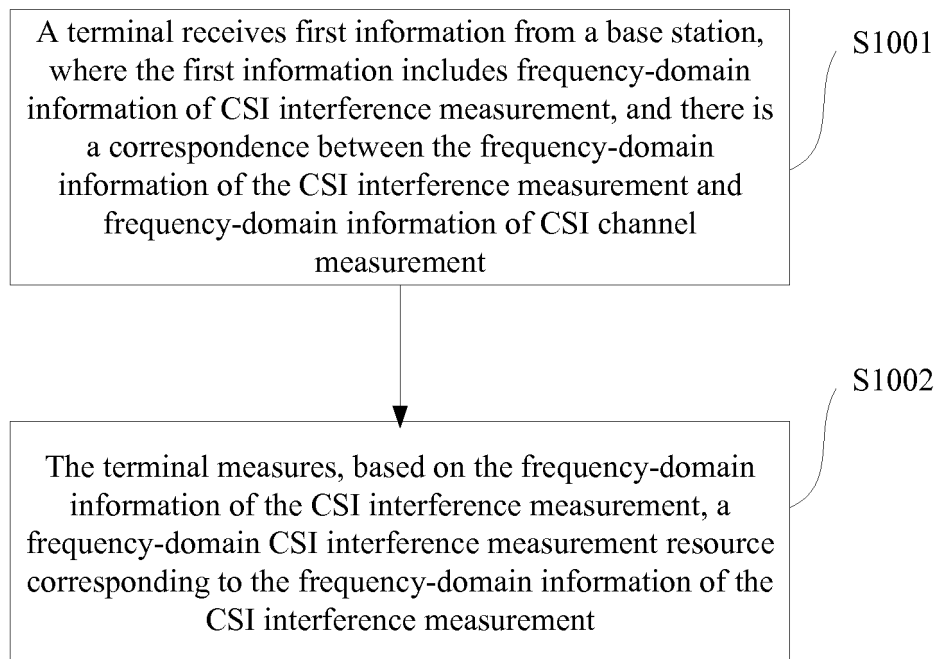 A terminal receives first information from a base station,
where the first information includes frequency-domain
information of CSI interference measurement, and there is
a correspondence between the frequency-domain
information of the CSI interference measurement and
frequency-domain information of CSI channel
measurement
S1001
The terminal measures, based on the frequency-domain
information of the CSI interference measurement, a
frequency-domain CSI interference measurement resource
corresponding to the frequency-domain information of the
CSI interference measurement
S1002